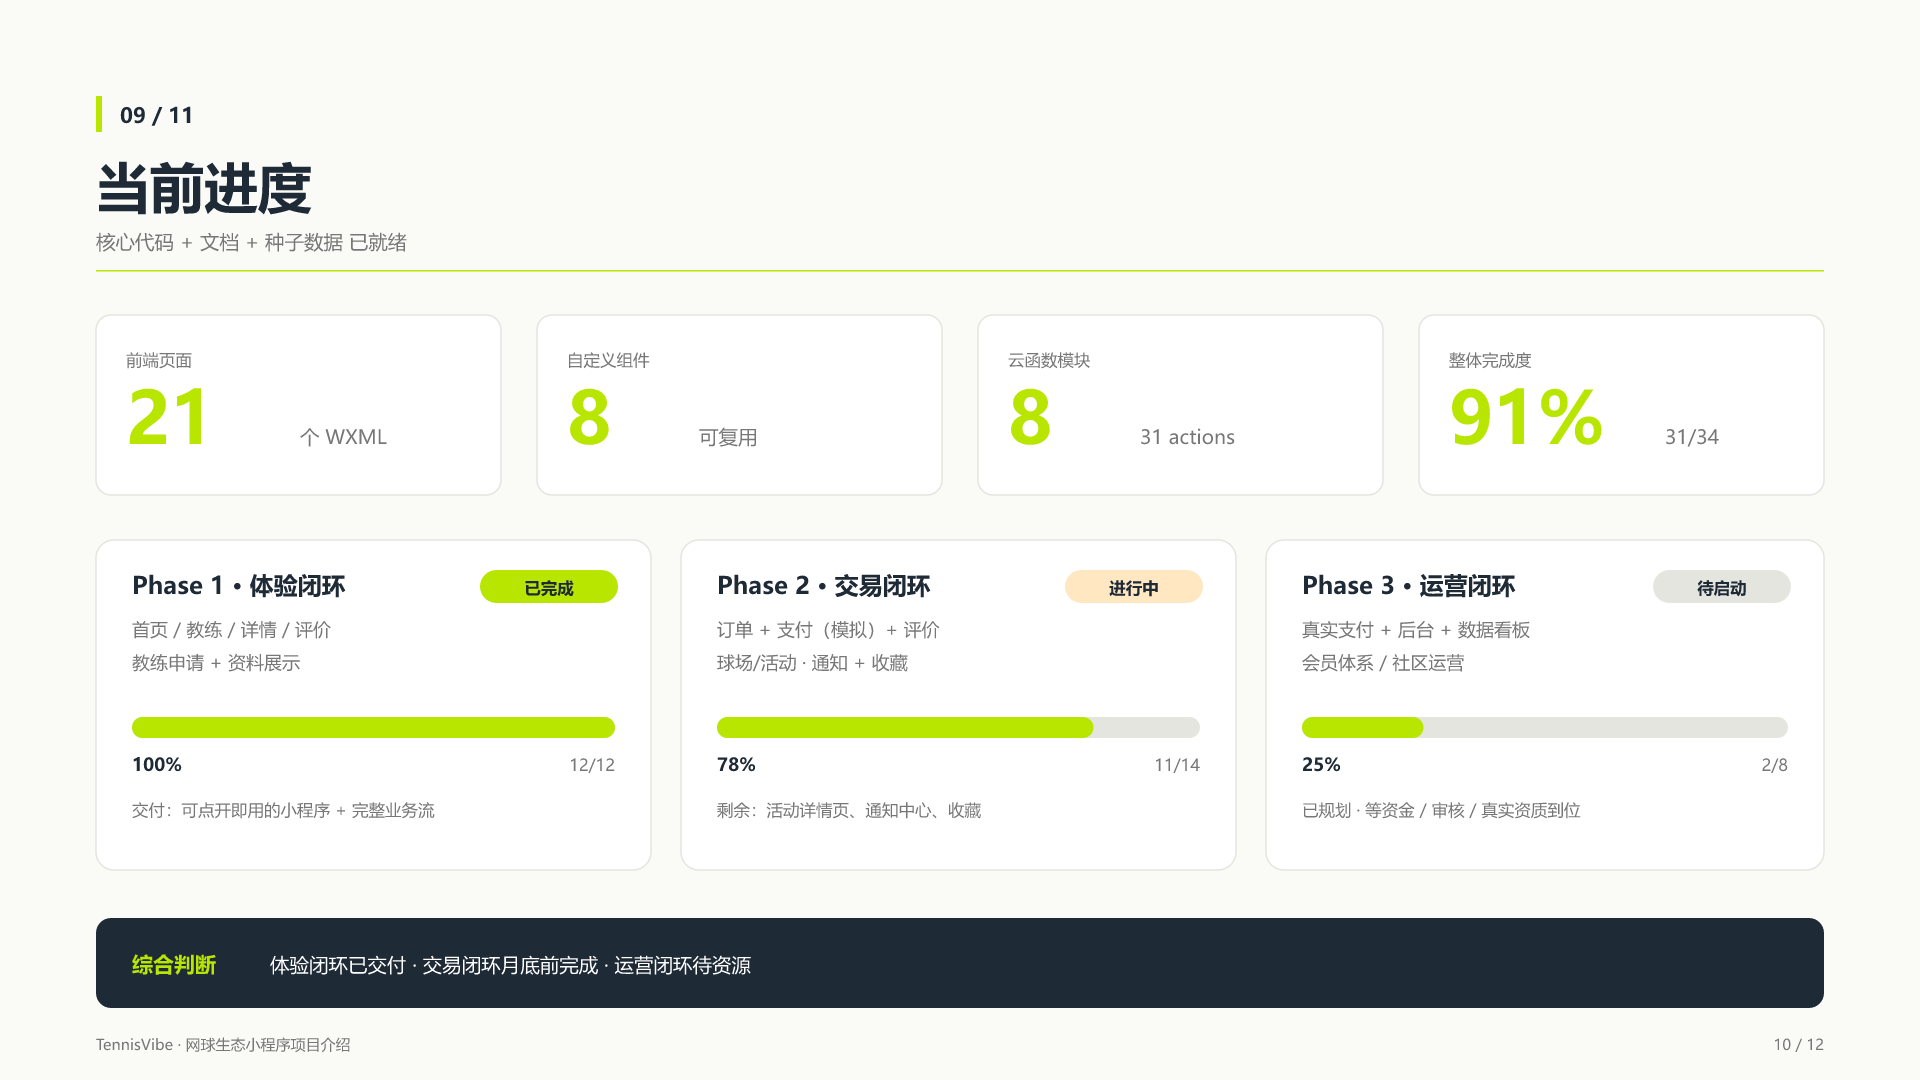 09 / 11
当前进度
核心代码 + 文档 + 种子数据 已就绪
前端页面
21 个 WXML
自定义组件
8 可复用
云函数模块
8 31 actions
整体完成度
91% 31/34
Phase 1 • 体验闭环 已完成
首页 / 教练 / 详情 / 评价
教练申请 + 资料展示
100% 12/12
交付：可点开即用的小程序 + 完整业务流
Phase 2 • 交易闭环 进行中
订单 + 支付（模拟）+ 评价
球场/活动 · 通知 + 收藏
78% 11/14
剩余：活动详情页、通知中心、收藏
Phase 3 • 运营闭环 待启动
真实支付 + 后台 + 数据看板
会员体系 / 社区运营
25% 2/8
已规划 · 等资金 / 审核 / 真实资质到位
综合判断 体验闭环已交付 · 交易闭环月底前完成 · 运营闭环待资源
TennisVibe · 网球生态小程序项目介绍
10 / 12